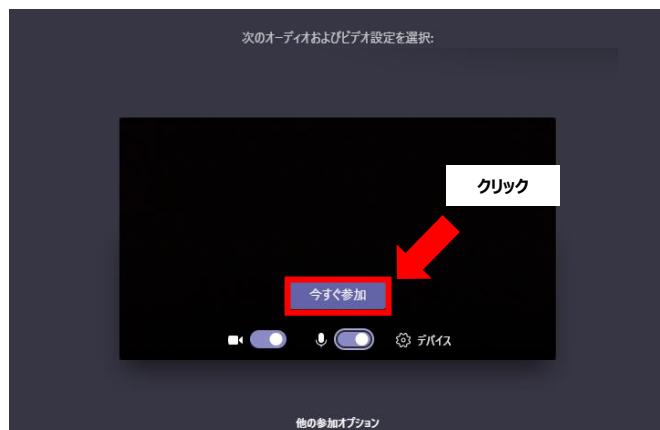 次のオーディオおよびビデオ設定を選択:
クリック
今すぐ参加
デバイス
他の参加オプション